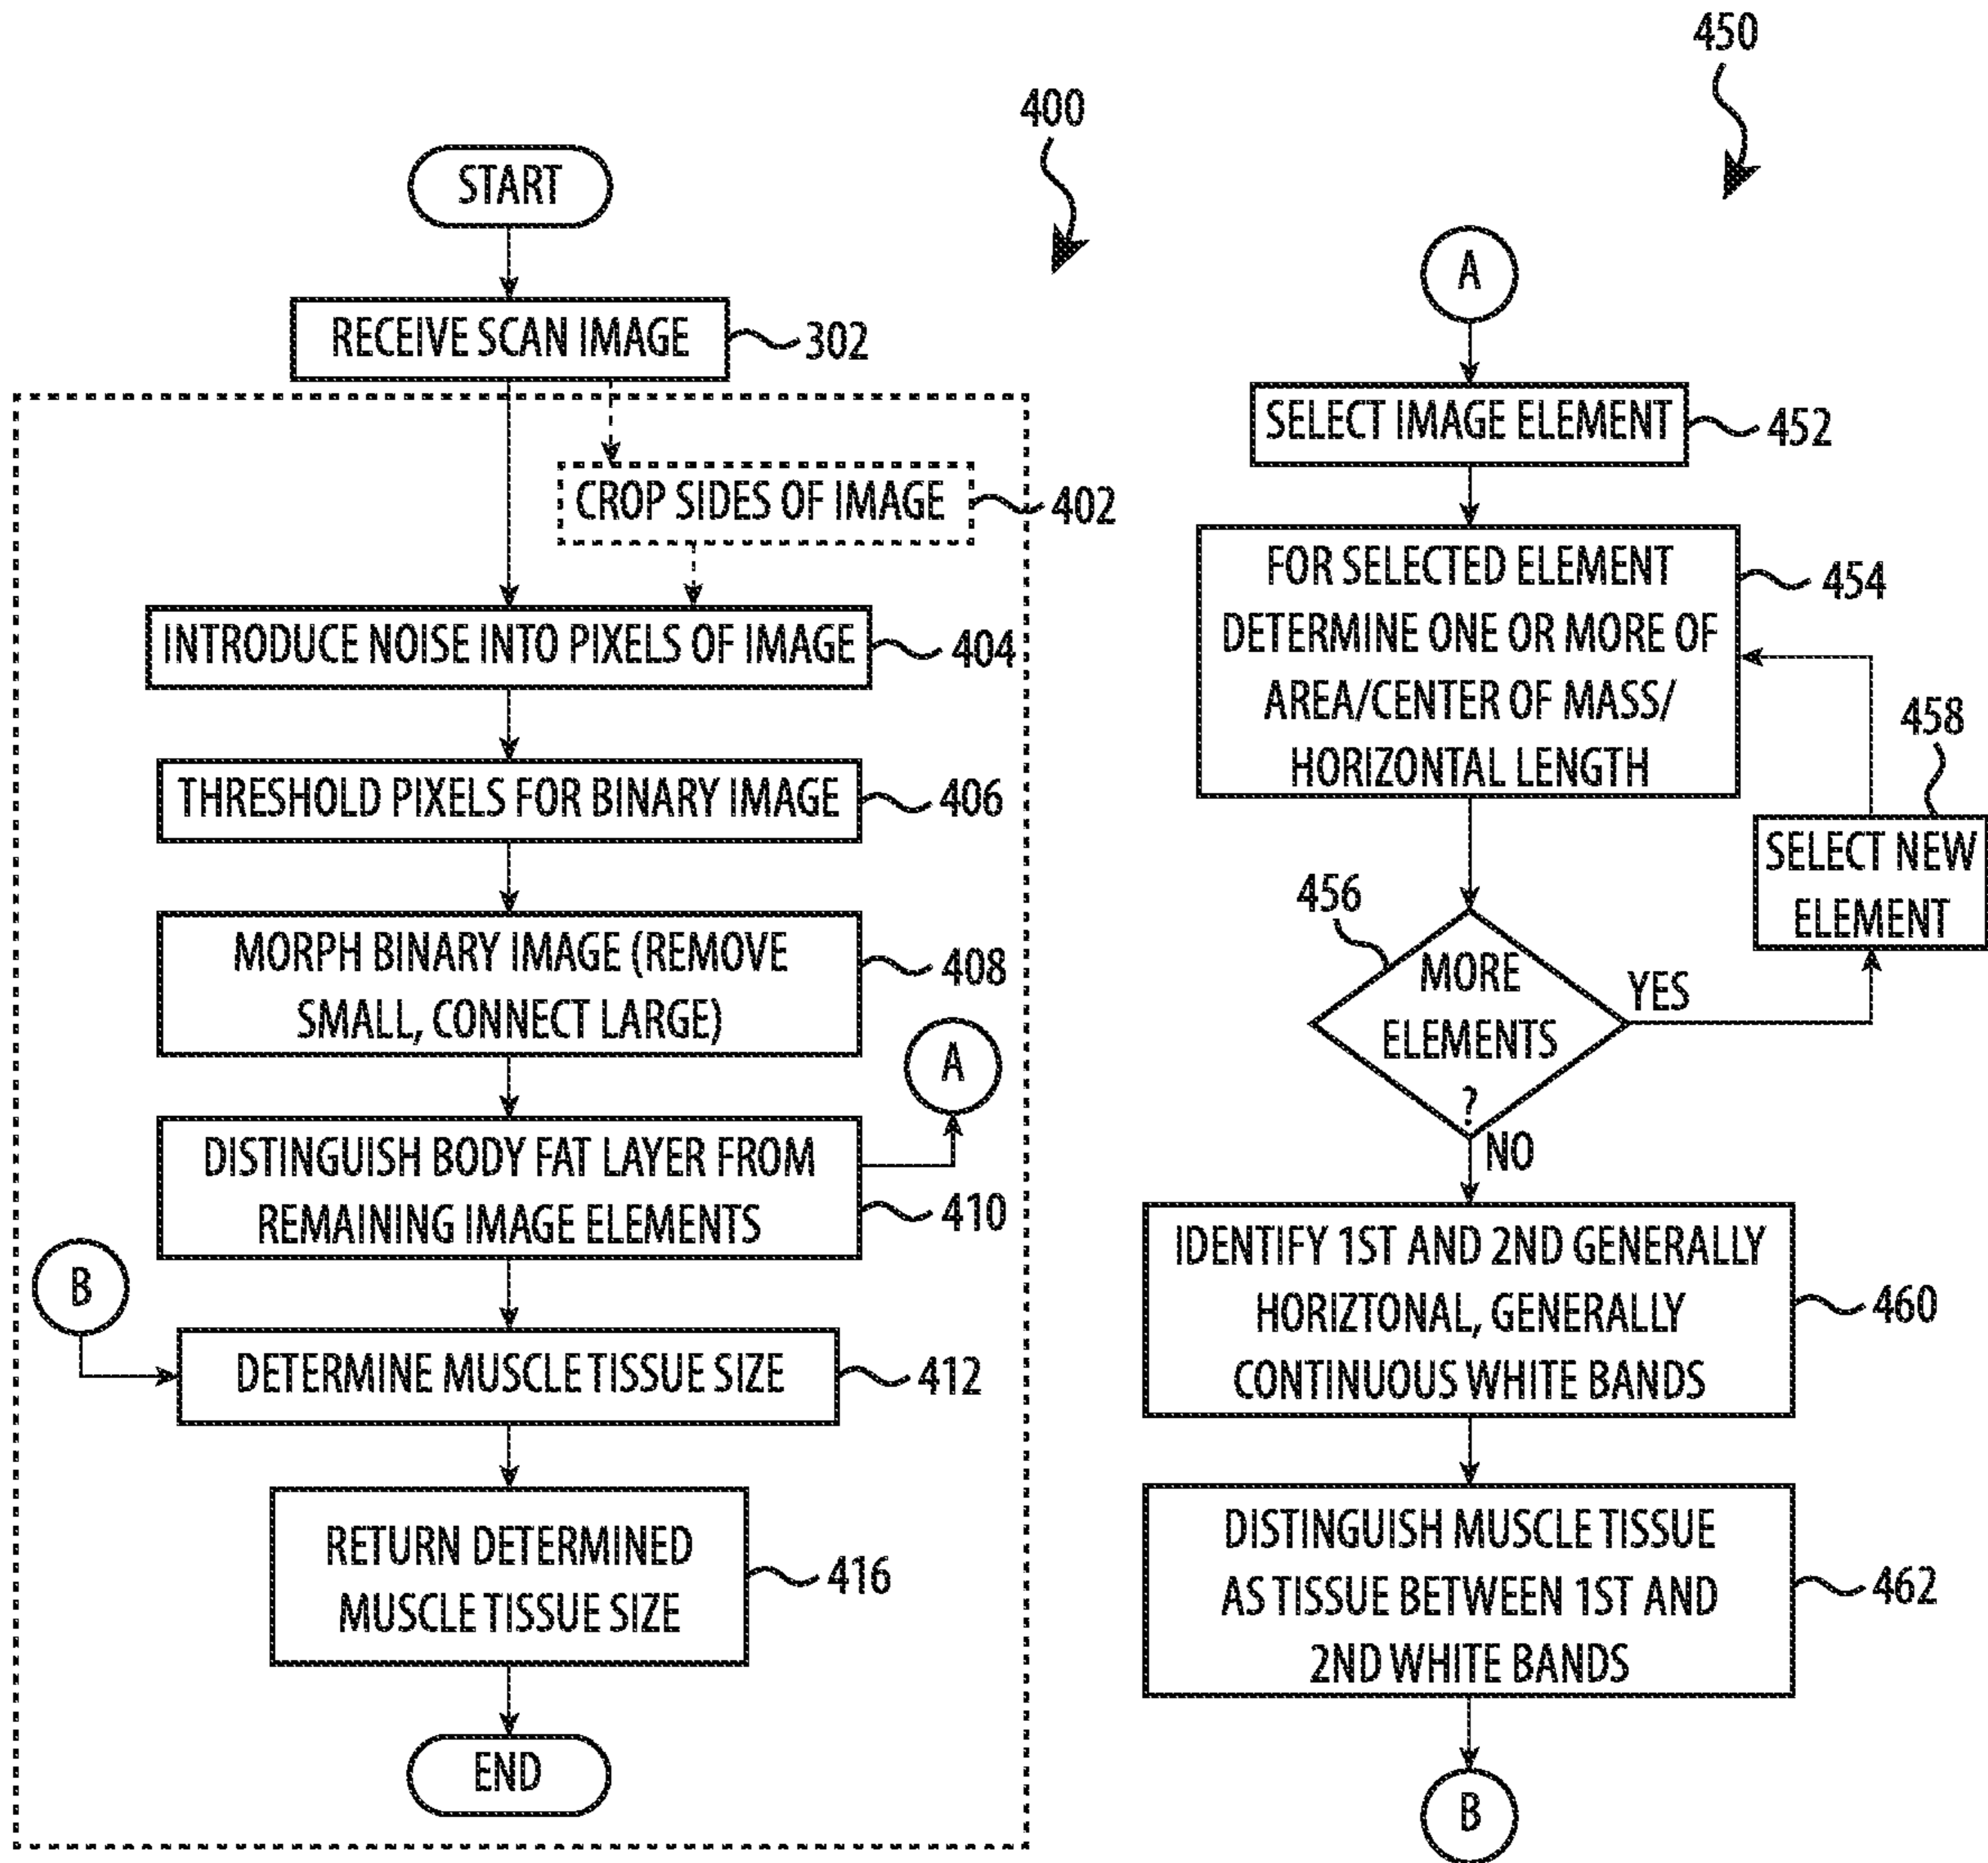 400
START
RECEIVE SCAN IMAGE
302
CROP SIDES OF IMAGE
402
INTRODUCE NOISE INTO PIXELS OF IMAGE
404
THRESHOLD PIXELS FOR BINARY IMAGE
406
MORPH BINARY IMAGE (REMOVE
SMALL, CONNECT LARGE)
408
A
DISTINGUISH BODY FAT LAYER FROM
REMAINING IMAGE ELEMENTS
410
B
DETERMINE MUSCLE TISSUE SIZE
412
RETURN DETERMINED
MUSCLE TISSUE SIZE
416
END
450
A
SELECT IMAGE ELEMENT
452
FOR SELECTED ELEMENT
DETERMINE ONE OR MORE OF
AREA/CENTER OF MASS/
HORIZONTAL LENGTH
454
458
SELECT NEW
ELEMENT
456
MORE
ELEMENTS
?
YES
NO
IDENTIFY 1ST AND 2ND GENERALLY
HORIZTONAL, GENERALLY
CONTINUOUS WHITE BANDS
460
DISTINGUISH MUSCLE TISSUE
AS TISSUE BETWEEN 1ST AND
2ND WHITE BANDS
462
B